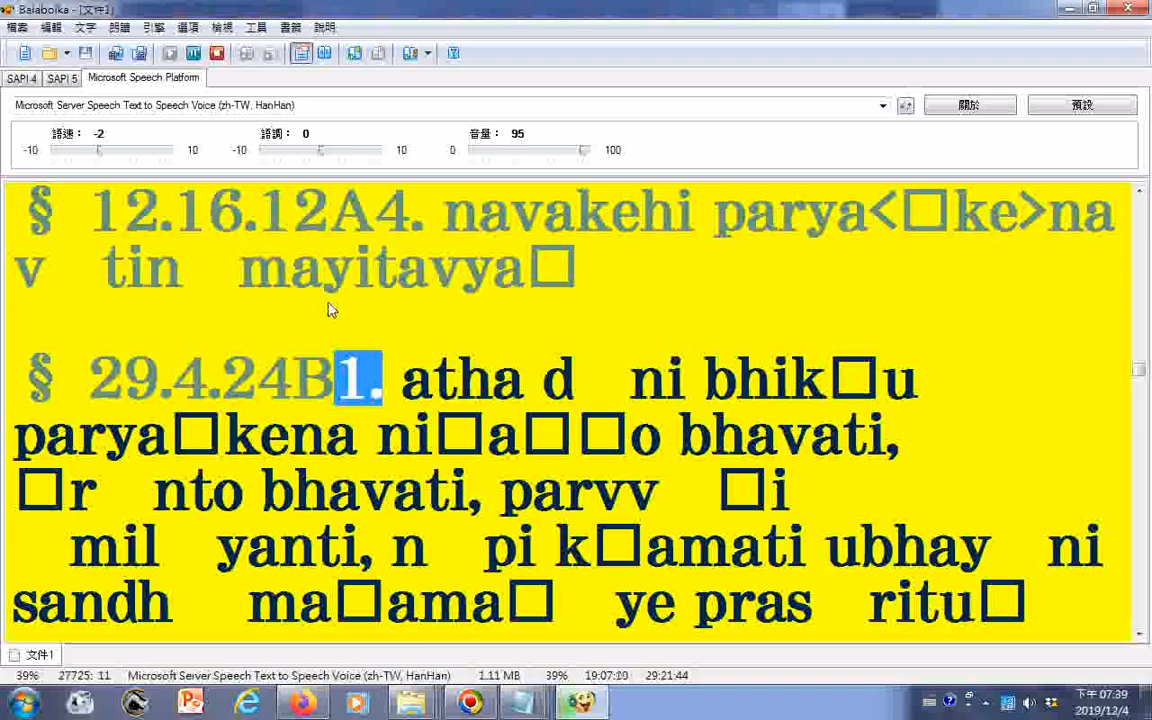 Balabolka - [文件1]
檔案 編輯 文字 朗讀 引擎 選項 檢視 工具 書籤 說明
SAPI 4 SAPI 5 Microsoft Speech Platform
Microsoft Server Speech Text to Speech Voice (zh-TW, HanHan) 關於 預設
語速： -2 語調： 0 音量： 95
-10 10 -10 10 0 100
§ 12.16.12A4. navakehi parya<□ke>na
v tin mayitavya□
§ 29.4.24B1. atha d ni bhik□u
parya□kena ni□a□□o bhavati,
□r nto bhavati, parvv □i
mil yanti, n pi k□amati ubhay ni
sandh ma□ama□ ye pras ritu□
文件1
39% 27725: 11 Microsoft Server Speech Text to Speech Voice (zh-TW, HanHan) 1.11 MB 39% 19:07:20 29:21:44
下午 07:39
2019/12/4